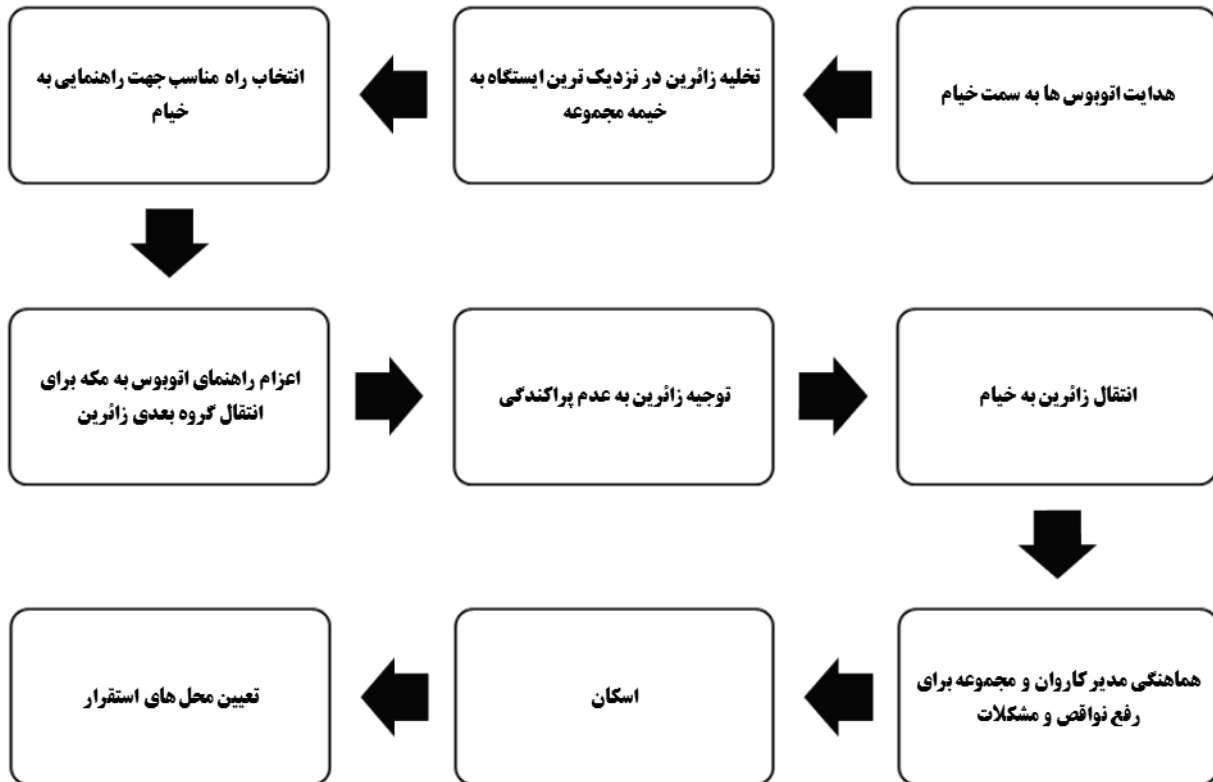 هدایت اتوبوس ها به سمت خیام
تخلیه زائرین در نزدیک ترین ایستگاه به
خیمه مجموعه
انتخاب راه مناسب جهت راهنمایی به
خیام
اعزام راهنمای اتوبوس به مکه برای
انتقال گروه بعدی زائرین
توجیه زائرین به عدم پراکندگی
انتقال زائرین به خیام
هماهنگی مدیر کاروان و مجموعه برای
رفع نواقص و مشکلات
اسکان
تعیین محل های استقرار